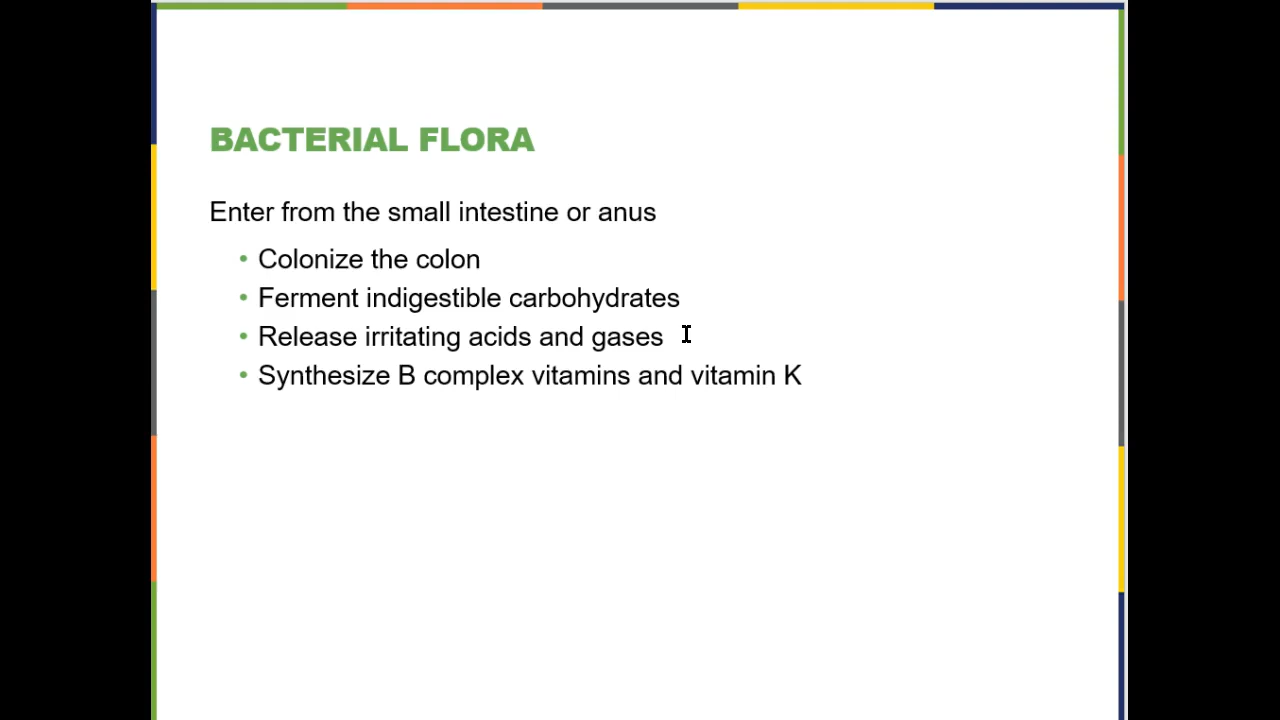 BACTERIAL FLORA
Enter from the small intestine or anus
• Colonize the colon
• Ferment indigestible carbohydrates
• Release irritating acids and gases
• Synthesize B complex vitamins and vitamin K